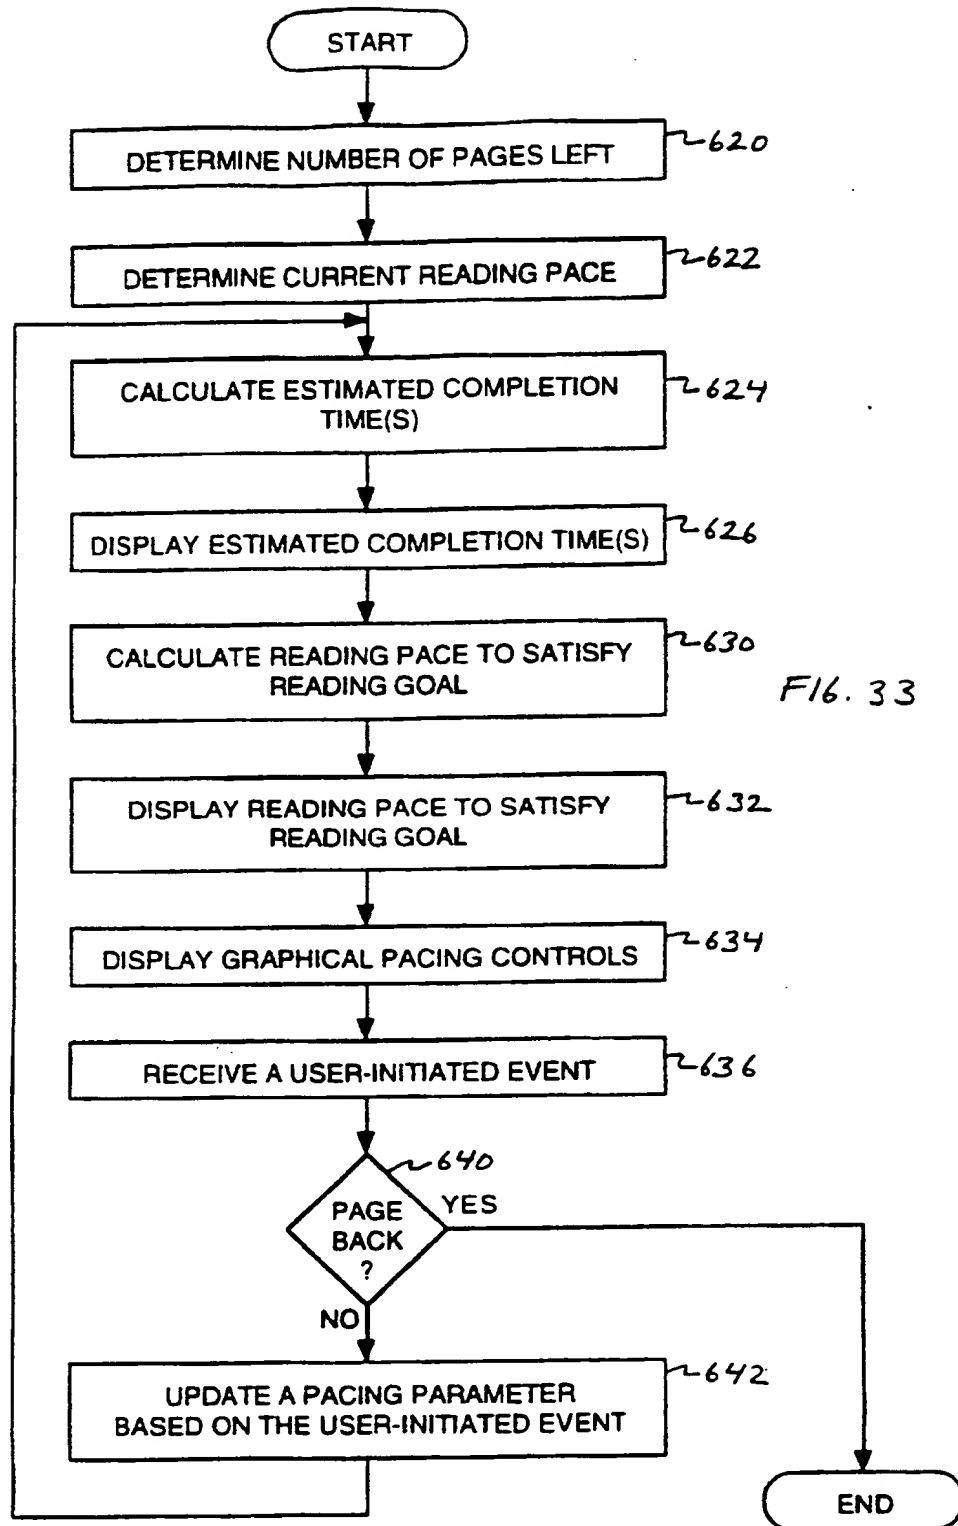 START
DETERMINE NUMBER OF PAGES LEFT
620
DETERMINE CURRENT READING PACE
622
CALCULATE ESTIMATED COMPLETION
TIME(S)
624
DISPLAY ESTIMATED COMPLETION TIME(S)
626
CALCULATE READING PACE TO SATISFY
READING GOAL
630
FIG. 33
DISPLAY READING PACE TO SATISFY
READING GOAL
632
DISPLAY GRAPHICAL PACING CONTROLS
634
RECEIVE A USER-INITIATED EVENT
636
640
PAGE
BACK
?
YES
NO
UPDATE A PACING PARAMETER
BASED ON THE USER-INITIATED EVENT
642
END